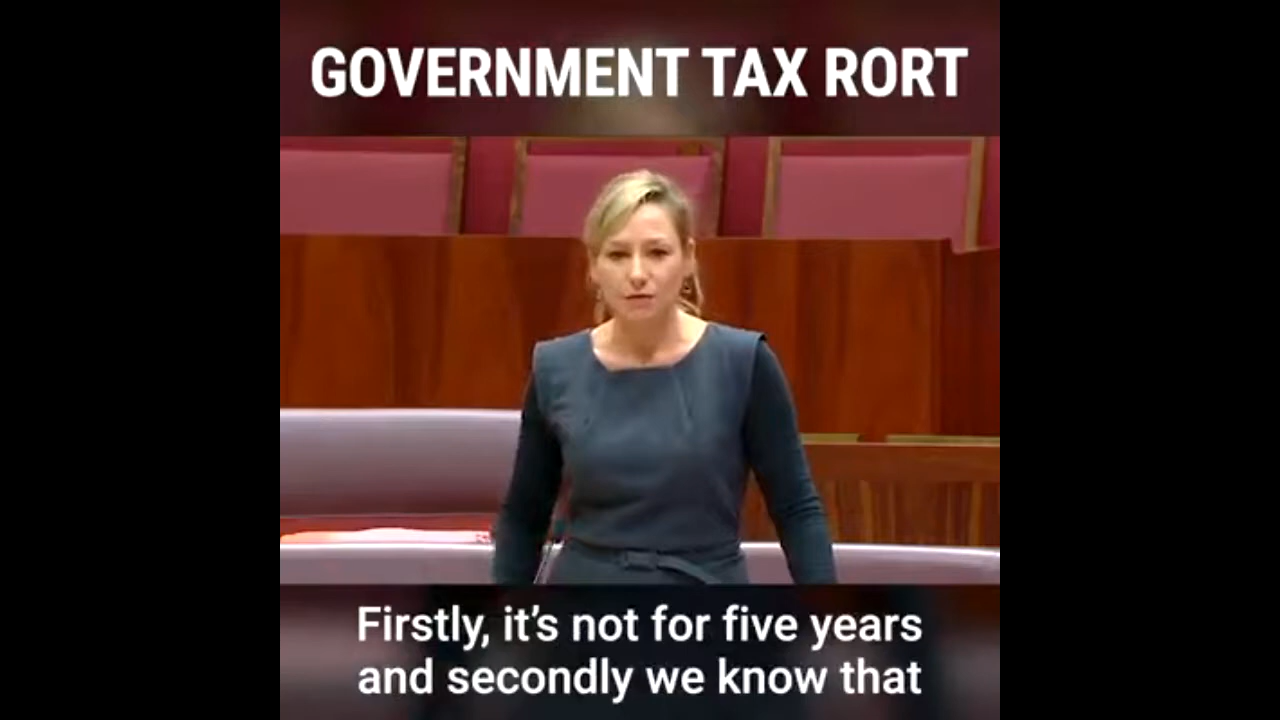 GOVERNMENT TAX RORT
Firstly, it's not for five years
and secondly we know that